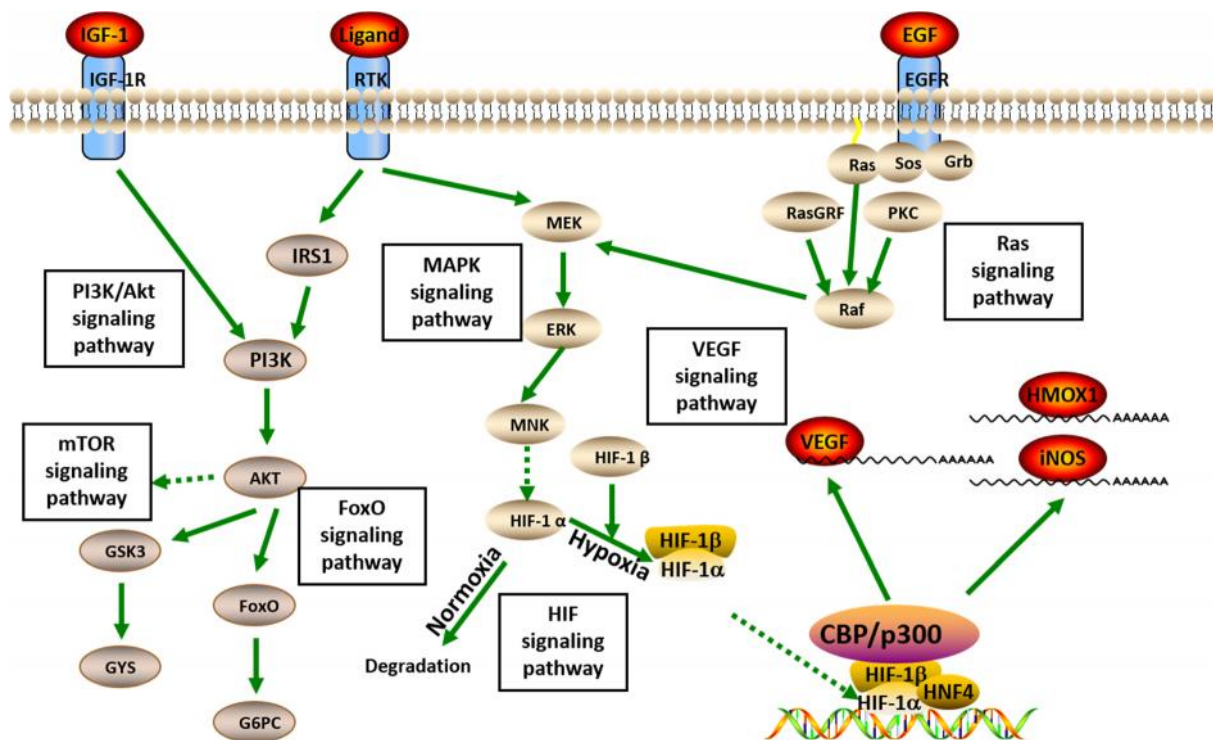 IGF-1
Ligand
EGF
IGF-1R
RTK
EGFR
Ras
Sos
Grb
RasGRF
PKC
MEK
IRS1
MAPK
signaling
pathway
Ras
signaling
pathway
PI3K/Akt
signaling
pathway
Raf
ERK
PI3K
VEGF
signaling
pathway
HMOX1
AAAAAA
MNK
VEGF
AAAAAA
iNOS
AAAAAA
mTOR
signaling
pathway
HIF-1 β
AKT
FoxO
signaling
pathway
HIF-1 α
Hypoxia
HIF-1β
HIF-1α
GSK3
Normoxia
HIF
signaling
pathway
FoxO
CBP/p300
Degradation
GYS
HIF-1β
HNF4
HIF-1α
G6PC